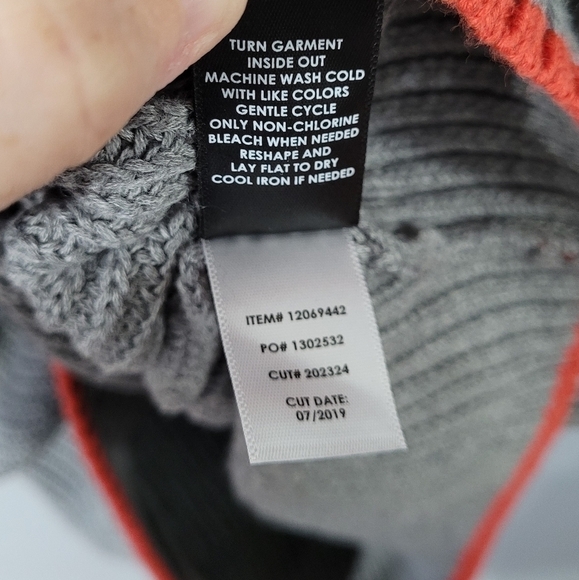 TURN GARMENT
INSIDE OUT
MACHINE WASH COLD
WITH LIKE COLORS
GENTLE CYCLE
ONLY NON-CHLORINE
BLEACH WHEN NEEDED
RESHAPE AND
LAY FLAT TO DRY
COOL IRON IF NEEDED
ITEM# 12069442
PO# 1302532
CUT# 202324
CUT DATE:
07/2019